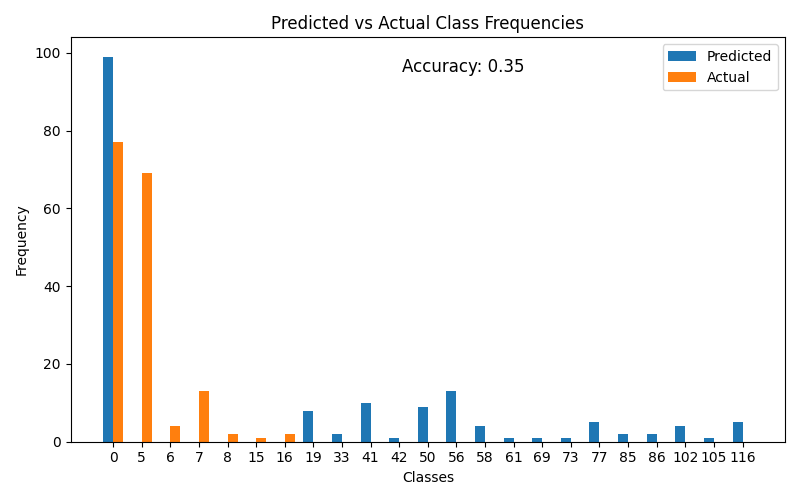 Predicted vs Actual Class Frequencies
Accuracy: 0.35
Predicted
Actual
Frequency
100
80
60
40
20
0
0 5 6 7 8 15 16 19 33 41 42 50 56 58 61 69 73 77 85 86 102 105 116
Classes